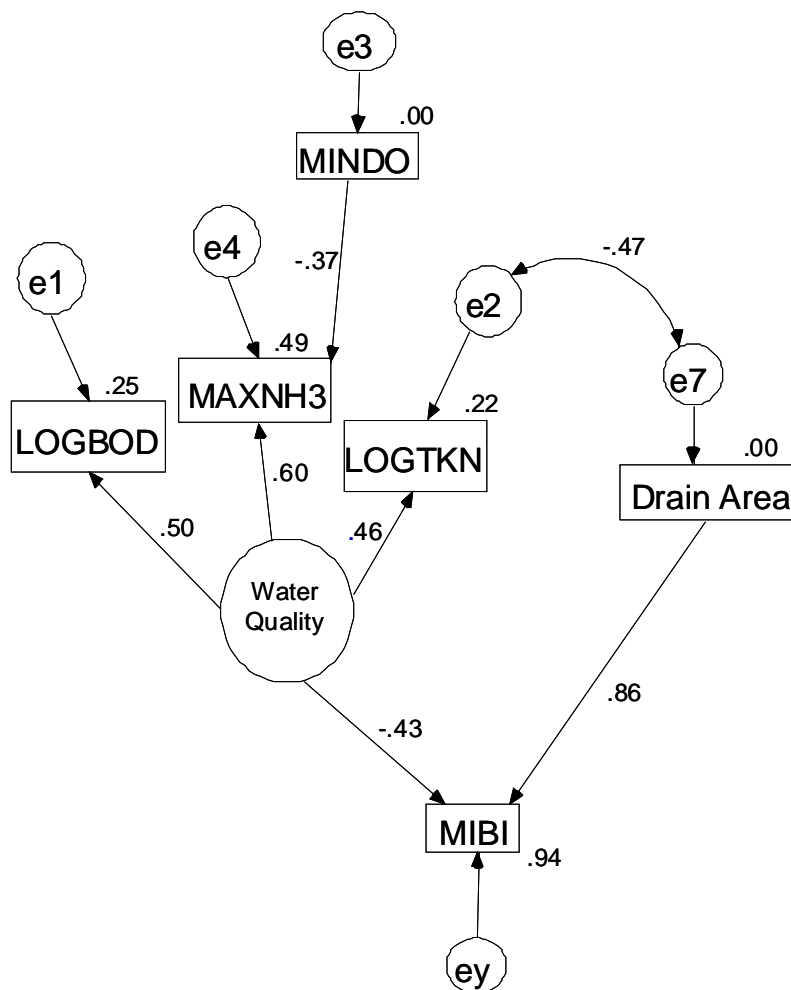 e3
.00
MINDO
e4
-.37
-.47
e1
e2
.49
e7
.25
MAXNH3
.22
LOGBOD
LOGTKN
.00
Drain Area
.60
.50
.46
Water
Quality
.86
-.43
MIBI
.94
ey